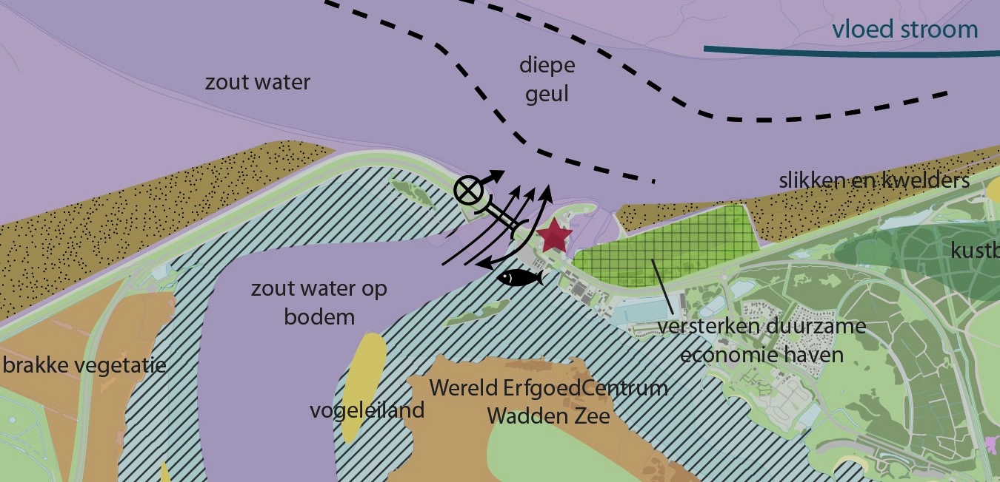 vloed stroom
diepe
geul
zout water
slikken en kwelders
kustb
zout water op
bodem
versterken duurzame
economie haven
brakke vegetatie
Wereld ErfgoedCentrum
Wadden Zee
vogeleiland